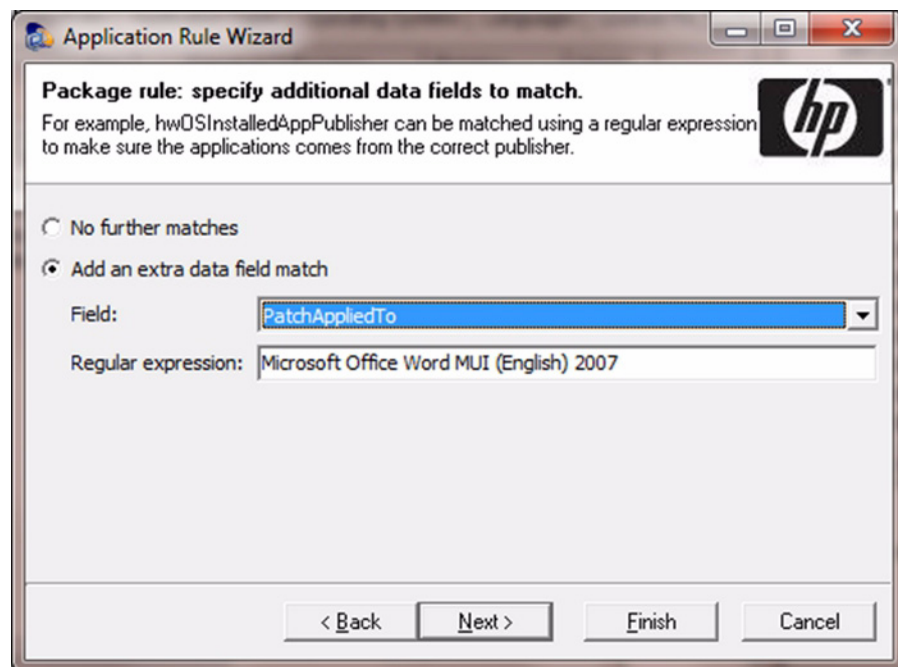 Application Rule Wizard
Package rule: specify additional data fields to match.
For example, hwOSInstalledAppPublisher can be matched using a regular expression
to make sure the applications comes from the correct publisher.
hp
No further matches
Add an extra data field match
Field: PatchAppliedTo
Regular expression: Microsoft Office Word MUI (English) 2007
< Back Next > Finish Cancel